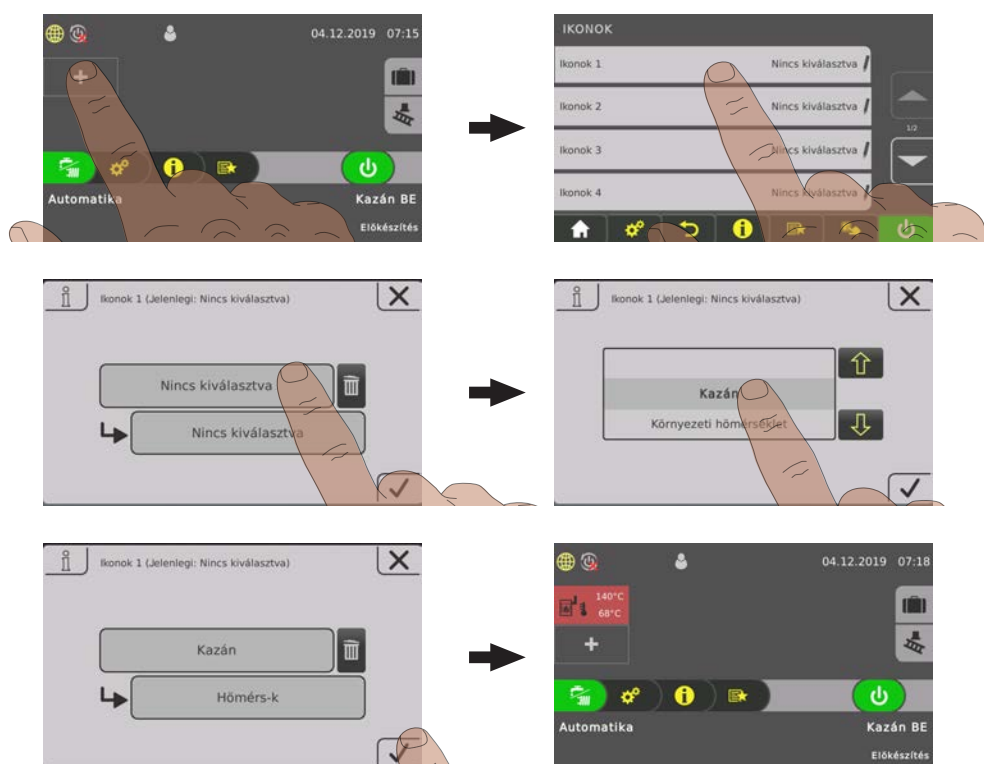 04.12.2019 07:15
+
Automatika
Kazán BE
Előkészítés
IKONOK
Ikonok 1 Nincs kiválasztva
Ikonok 2 Nincs kiválasztva
1/2
Ikonok 3 Nincs kiválasztva
Ikonok 4 Nincs kiválasztva
Ikonok 1 (Jelenlegi: Nincs kiválasztva)
Nincs kiválasztva
Nincs kiválasztva
Ikonok 1 (Jelenlegi: Nincs kiválasztva)
Kazán
Környezeti hömérséklet
Ikonok 1 (Jelenlegi: Nincs kiválasztva)
Kazán
Hömérs-k
04.12.2019 07:18
140°C
68°C
+
Automatika
Kazán BE
Előkészítés